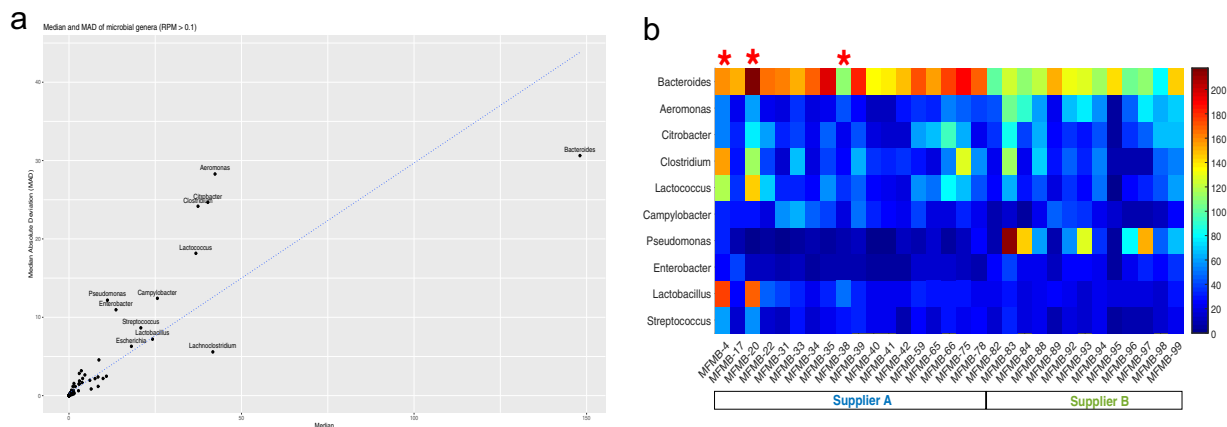 a
Median and MAD of microbial genera (RPM > 0.1)
Median Absolute Deviation (MAD)
40
30
20
10
0
Bacteroides
Aeromonas
Citrobacter
Clostridium
Lactococcus
Pseudomonas
Campylobacter
Enterobacter
Streptococcus
Lactobacillus
Escherichia
Lachnoclostridium
0
50
100
150
Median
b
* * *
Bacteroides
Aeromonas
Citrobacter
Clostridium
Lactococcus
Campylobacter
Pseudomonas
Enterobacter
Lactobacillus
Streptococcus
200
180
160
140
120
100
80
60
40
20
0
MFMB-4
MFMB-17
MFMB-20
MFMB-22
MFMB-31
MFMB-33
MFMB-34
MFMB-35
MFMB-38
MFMB-39
MFMB-40
MFMB-41
MFMB-42
MFMB-59
MFMB-65
MFMB-66
MFMB-75
MFMB-78
MFMB-82
MFMB-83
MFMB-84
MFMB-88
MFMB-89
MFMB-92
MFMB-93
MFMB-94
MFMB-95
MFMB-96
MFMB-97
MFMB-98
MFMB-99
Supplier A
Supplier B